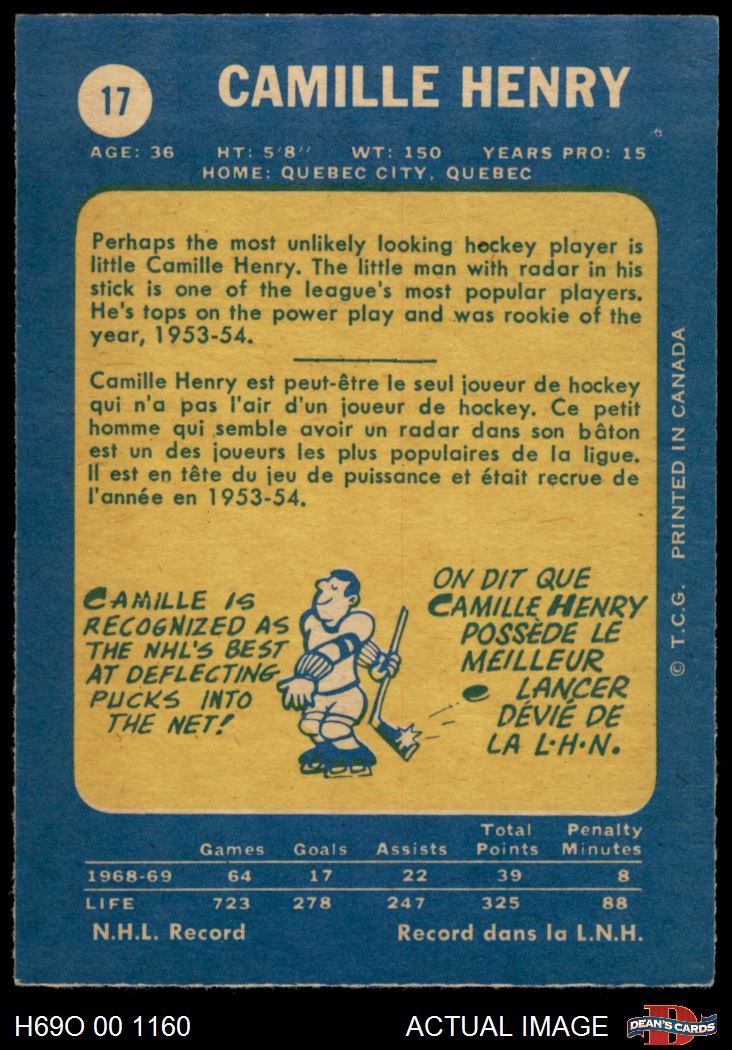 17
CAMILLE HENRY
AGE: 36 HT: 5'8'' WT: 150 YEARS PRO: 15
HOME: QUEBEC CITY, QUEBEC
Perhaps the most unlikely looking hockey player is
little Camille Henry. The little man with radar in his
stick is one of the league's most popular players.
He's tops on the power play and was rookie of the
year, 1953-54.
Camille Henry est peut-être le seul joueur de hockey
qui n'a pas l'air d'un joueur de hockey. Ce petit
homme qui semble avoir un radar dans son bâton
est un des joueurs les plus populaires de la ligue.
Il est en tête du jeu de puissance et était recrue de
l'année en 1953-54.
CAMILLE IS
RECOGNIZED AS
THE NHL'S BEST
AT DEFLECTING
PUCKS INTO
THE NET!
ON DIT QUE
CAMILLE HENRY
POSSÈDE LE
MEILLEUR
LANCER
DÉVIÉ DE
LA L·H·N.
© T.C.G. PRINTED IN CANADA
Games Goals Assists Total Points Penalty Minutes
1968-69 64 17 22 39 8
LIFE 723 278 247 325 88
N.H.L. Record Record dans la L.N.H.
H69O 00 1160 ACTUAL IMAGE D DEAN'S CARDS